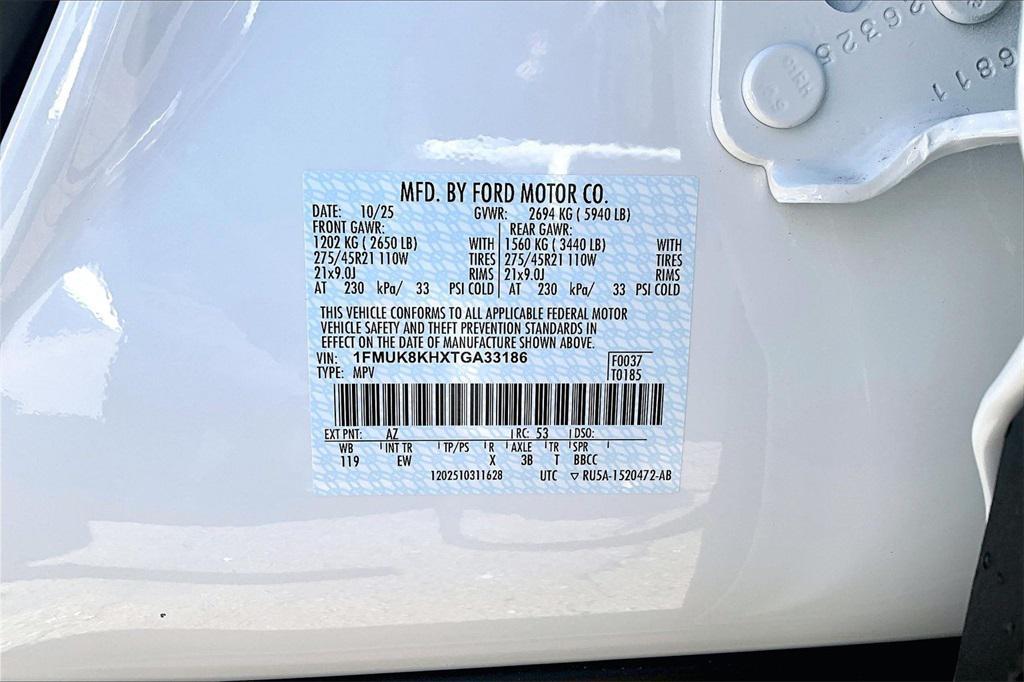 26325
6811
HRH
MFD. BY FORD MOTOR CO.
DATE: 10/25 GVWR: 2694 KG ( 5940 LB)
FRONT GAWR: REAR GAWR:
1202 KG ( 2650 LB) WITH 1560 KG ( 3440 LB) WITH
275/45R21 110W TIRES 275/45R21 110W TIRES
21x9.0J RIMS 21x9.0J RIMS
AT 230 kPa/ 33 PSI COLD AT 230 kPa/ 33 PSI COLD
THIS VEHICLE CONFORMS TO ALL APPLICABLE FEDERAL MOTOR
VEHICLE SAFETY AND THEFT PREVENTION STANDARDS IN
EFFECT ON THE DATE OF MANUFACTURE SHOWN ABOVE.
VIN: 1FMUK8KHXTGA33186 F0037
TYPE: MPV T0185
EXT PNT: AZ RC: 53 DSO:
WB INT TR TP/PS R AXLE TR SPR
119 EW X 3B T BBCC
1202510311628 UTC ▽ RU5A-1520472-AB